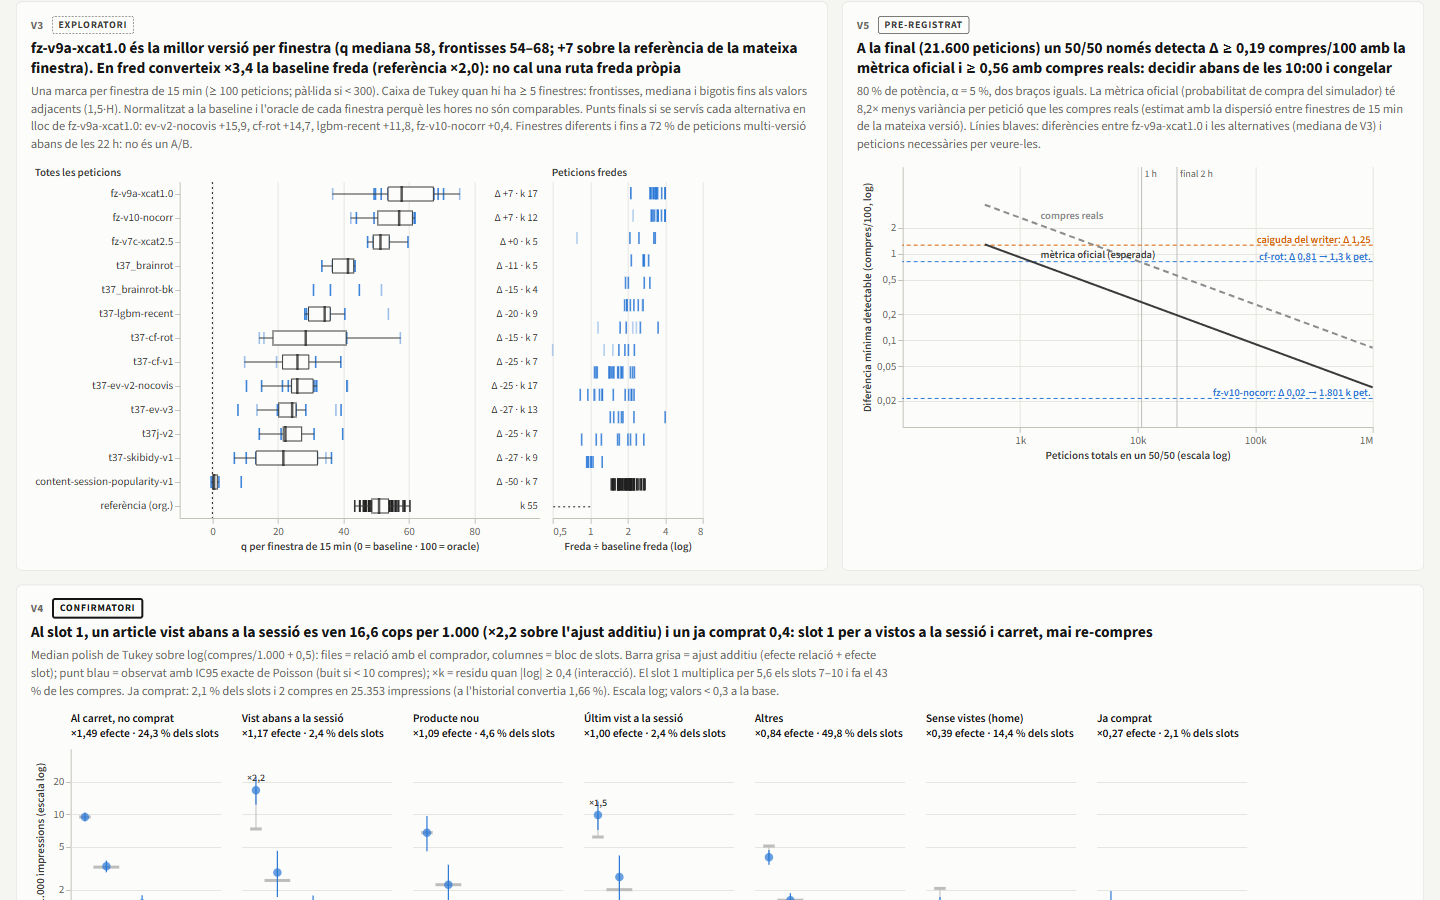 V3 EXPLORATORI
fz-v9a-xcat1.0 és la millor versió per finestra (q mediana 58, frontisses 54–68; +7 sobre la referència de la mateixa
finestra). En fred converteix ×3,4 la baseline freda (referència ×2,0): no cal una ruta freda pròpia
Una marca per finestra de 15 min (≥ 100 peticions; pàl·lida si < 300). Caixa de Tukey quan hi ha ≥ 5 finestres: frontisses, mediana i bigotis fins als valors
adjacents (1,5·H). Normalitzat a la baseline i l'oracle de cada finestra perquè les hores no són comparables. Punts finals si se servís cada alternativa en
lloc de fz-v9a-xcat1.0: ev-v2-nocovis +15,9, cf-rot +14,7, lgbm-recent +11,8, fz-v10-nocorr +0,4. Finestres diferents i fins a 72 % de peticions multi-versió
abans de les 22 h: no és un A/B.
Totes les peticions
Peticions fredes
fz-v9a-xcat1.0 Δ +7 · k 17
fz-v10-nocorr Δ +7 · k 12
fz-v7c-xcat2.5 Δ +0 · k 5
t37_brainrot Δ -11 · k 5
t37_brainrot-bk Δ -15 · k 4
t37-lgbm-recent Δ -20 · k 9
t37-cf-rot Δ -15 · k 7
t37-cf-v1 Δ -25 · k 7
t37-ev-v2-nocovis Δ -25 · k 17
t37-ev-v3 Δ -27 · k 13
t37j-v2 Δ -25 · k 7
t37-skibidy-v1 Δ -27 · k 9
content-session-popularity-v1 Δ -50 · k 7
referència (org.) k 55
0 20 40 60 80
0,5 1 2 4 8
q per finestra de 15 min (0 = baseline · 100 = oracle)
Freda ÷ baseline freda (log)
V5 PRE-REGISTRAT
A la final (21.600 peticions) un 50/50 només detecta Δ ≥ 0,19 compres/100 amb la
mètrica oficial i ≥ 0,56 amb compres reals: decidir abans de les 10:00 i congelar
80 % de potència, α = 5 %, dos braços iguals. La mètrica oficial (probabilitat de compra del simulador) té
8,2× menys variància per petició que les compres reals (estimat amb la dispersió entre finestres de 15 min
de la mateixa versió). Línies blaves: diferències entre fz-v9a-xcat1.0 i les alternatives (mediana de V3) i
peticions necessàries per veure-les.
1 h
final 2 h
compres reals
caiguda del writer: Δ 1,25
mètrica oficial (esperada)
cf-rot: Δ 0,81 → 1,3 k pet.
fz-v10-nocorr: Δ 0,02 → 1.801 k pet.
Diferència mínima detectable (compres/100, log)
2
1
0,5
0,2
0,1
0,05
0,02
1k 10k 100k 1M
Peticions totals en un 50/50 (escala log)
V4 CONFIRMATORI
Al slot 1, un article vist abans a la sessió es ven 16,6 cops per 1.000 (×2,2 sobre l'ajust additiu) i un ja comprat 0,4: slot 1 per a vistos a la sessió i carret, mai re-compres
Median polish de Tukey sobre log(compres/1.000 + 0,5): files = relació amb el comprador, columnes = bloc de slots. Barra grisa = ajust additiu (efecte relació + efecte
slot); punt blau = observat amb IC95 exacte de Poisson (buit si < 10 compres); ×k = residu quan |log| ≥ 0,4 (interacció). El slot 1 multiplica per 5,6 els slots 7–10 i fa el 43
% de les compres. Ja comprat: 2,1 % dels slots i 2 compres en 25.353 impressions (a l'historial convertia 1,66 %). Escala log; valors < 0,3 a la base.
Al carret, no comprat
×1,49 efecte · 24,3 % dels slots
Vist abans a la sessió
×1,17 efecte · 2,4 % dels slots
Producte nou
×1,09 efecte · 4,6 % dels slots
Últim vist a la sessió
×1,00 efecte · 2,4 % dels slots
Altres
×0,84 efecte · 49,8 % dels slots
Sense vistes (home)
×0,39 efecte · 14,4 % dels slots
Ja comprat
×0,27 efecte · 2,1 % dels slots
.000 impressions (escala log)
20
10
5
2
×2,2
×1,5